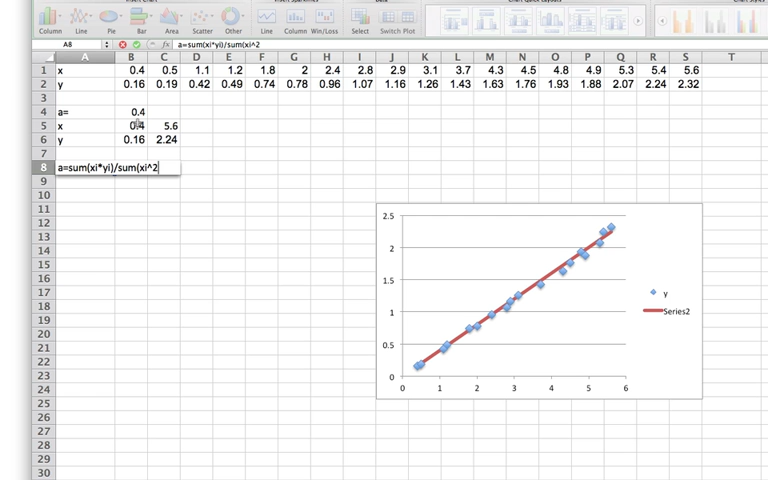 Column Line Pie Bar Area Scatter Other Line Column Win/Loss Select Switch Plot
A8 fx a=sum(xi*yi)/sum(xi^2
A B C D E F G H I J K L M N O P Q R S T
1 x 0.4 0.5 1.1 1.2 1.8 2 2.4 2.8 2.9 3.1 3.7 4.3 4.5 4.8 4.9 5.3 5.4 5.6
2 y 0.16 0.19 0.42 0.49 0.74 0.78 0.96 1.07 1.16 1.26 1.43 1.63 1.76 1.93 1.88 2.07 2.24 2.32
3
4 a= 0.4
5 x 0.4 5.6
6 y 0.16 2.24
7
8 a=sum(xi*yi)/sum(xi^2
9
10
11
12
13
14
15
16
17
18
19
20
21
22
23
24
25
26
27
28
29
30
2.5
2
1.5
1
0.5
0
0 1 2 3 4 5 6
y
Series2